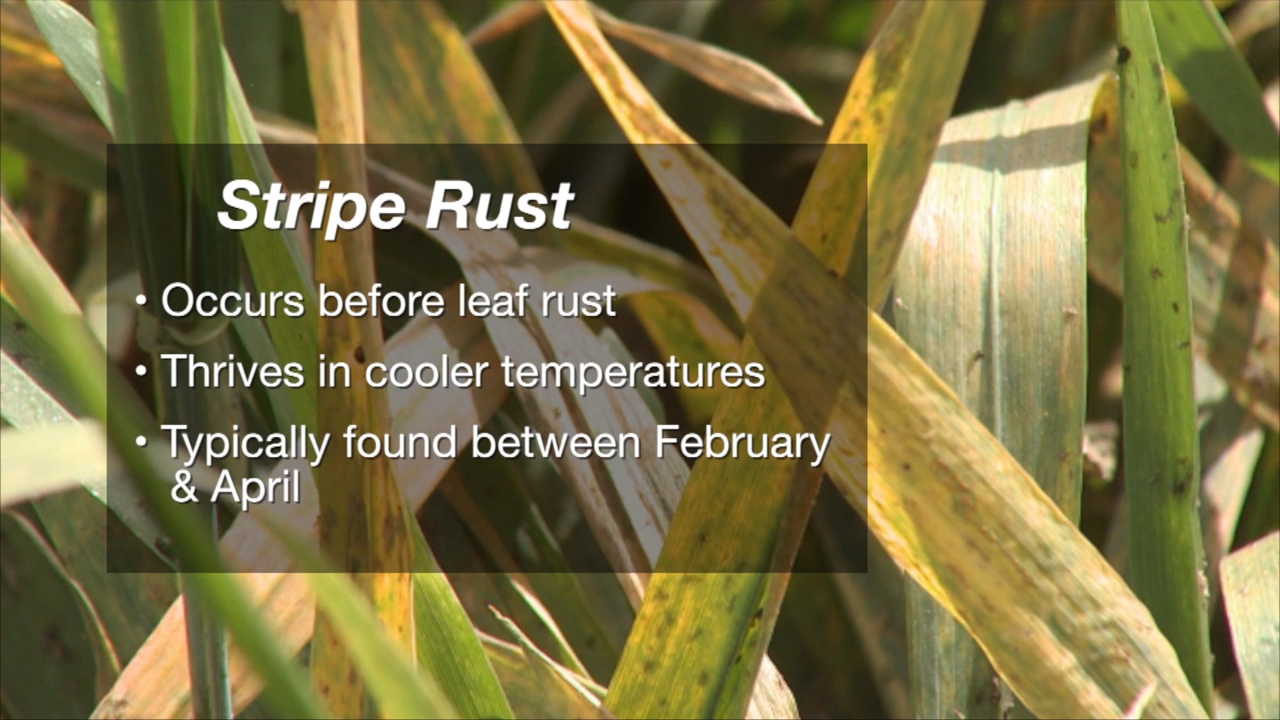 Stripe Rust
• Occurs before leaf rust
• Thrives in cooler temperatures
• Typically found between February
& April